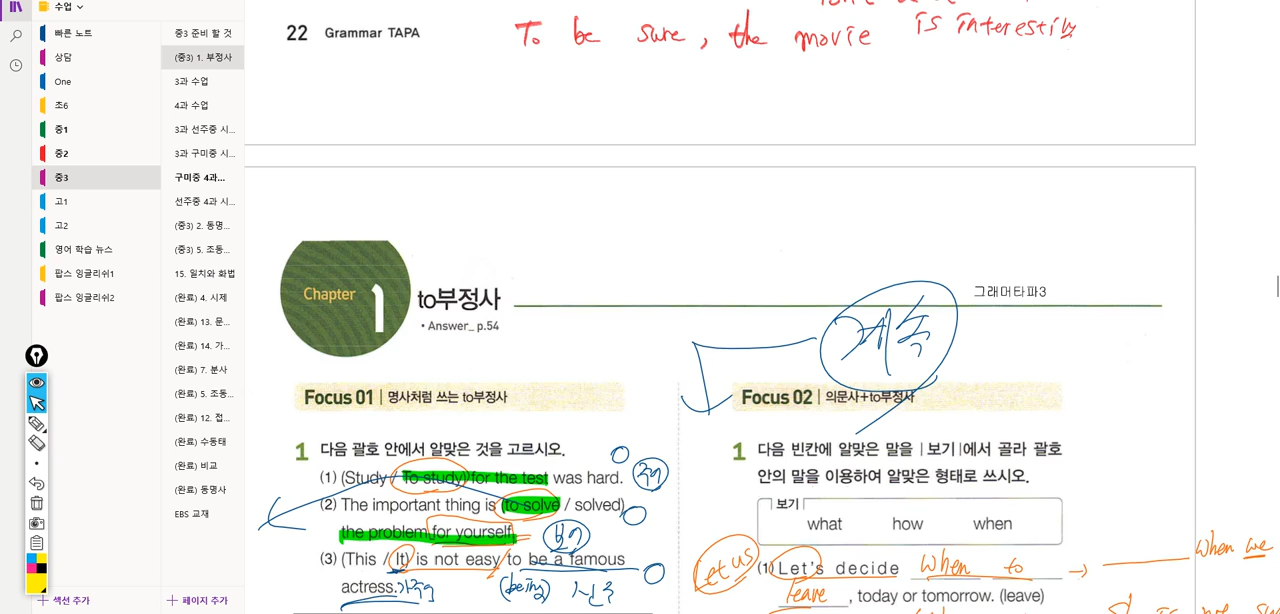 수업
빠른 노트
상담
One
초6
중1
중2
중3
고1
고2
영어 학습 뉴스
팝스 잉글리쉬1
팝스 잉글리쉬2
섹션 추가
중3 준비 할 것
(중3) 1. 부정사
3과 수업
4과 수업
3과 선주중 시...
3과 구미중 시...
구미중 4과...
선주중 4과 시...
(중3) 2. 동명...
(중3) 5. 조동...
15. 일치와 화법
(완료) 4. 시제
(완료) 13. 문...
(완료) 14. 가...
(완료) 7. 분사
(완료) 5. 조동...
(완료) 12. 접...
(완료) 수동태
(완료) 비교
(완료) 동명사
EBS 교재
페이지 추가
22 Grammar TAPA
To be sure, the movie is interesting
Chapter 1
to부정사
• Answer_ p.54
그래머타파3
계속
Focus 01 | 명사처럼 쓰는 to부정사
1 다음 괄호 안에서 알맞은 것을 고르시오.
(1) (Study / To study) for the test was hard.
주어
(2) The important thing is (to solve / solved)
the problem for yourself.
보어
(3) (This / It) is not easy to be a famous
actress.
가주어
(being)
진주
Focus 02 | 의문사+to부정사
1 다음 빈칸에 알맞은 말을 |보기|에서 골라 괄호
안의 말을 이용하여 알맞은 형태로 쓰시오.
보기
what how when
Let us
(1) Let's decide when to → when we
leave, today or tomorrow. (leave)